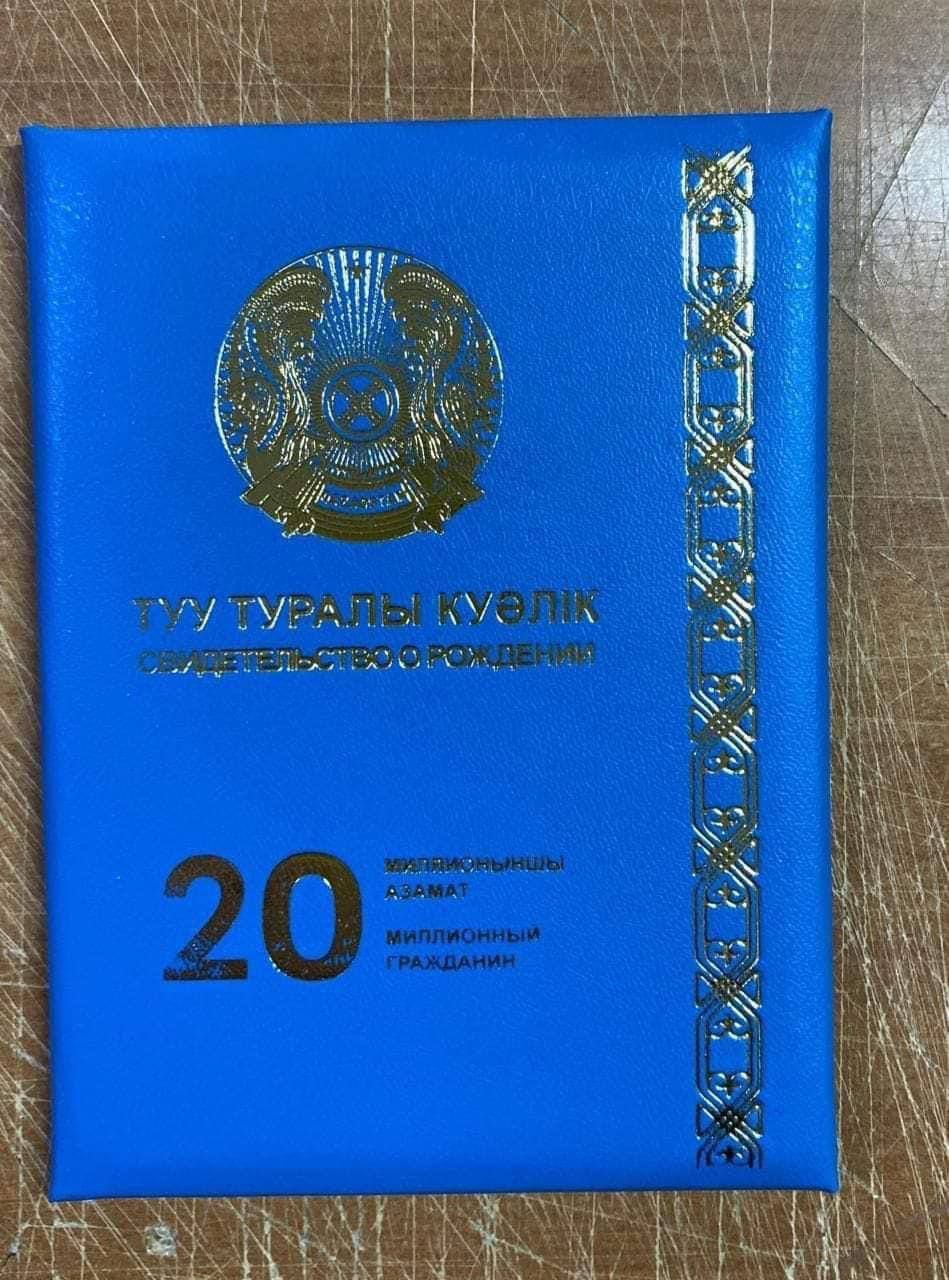 ТУУ ТУРАЛЫ КУӘЛІК
СВИДЕТЕЛЬСТВО О РОЖДЕНИИ
20
МИЛЛИОНЫНШЫ
АЗАМАТ
МИЛЛИОННЫЙ
ГРАЖДАНИН